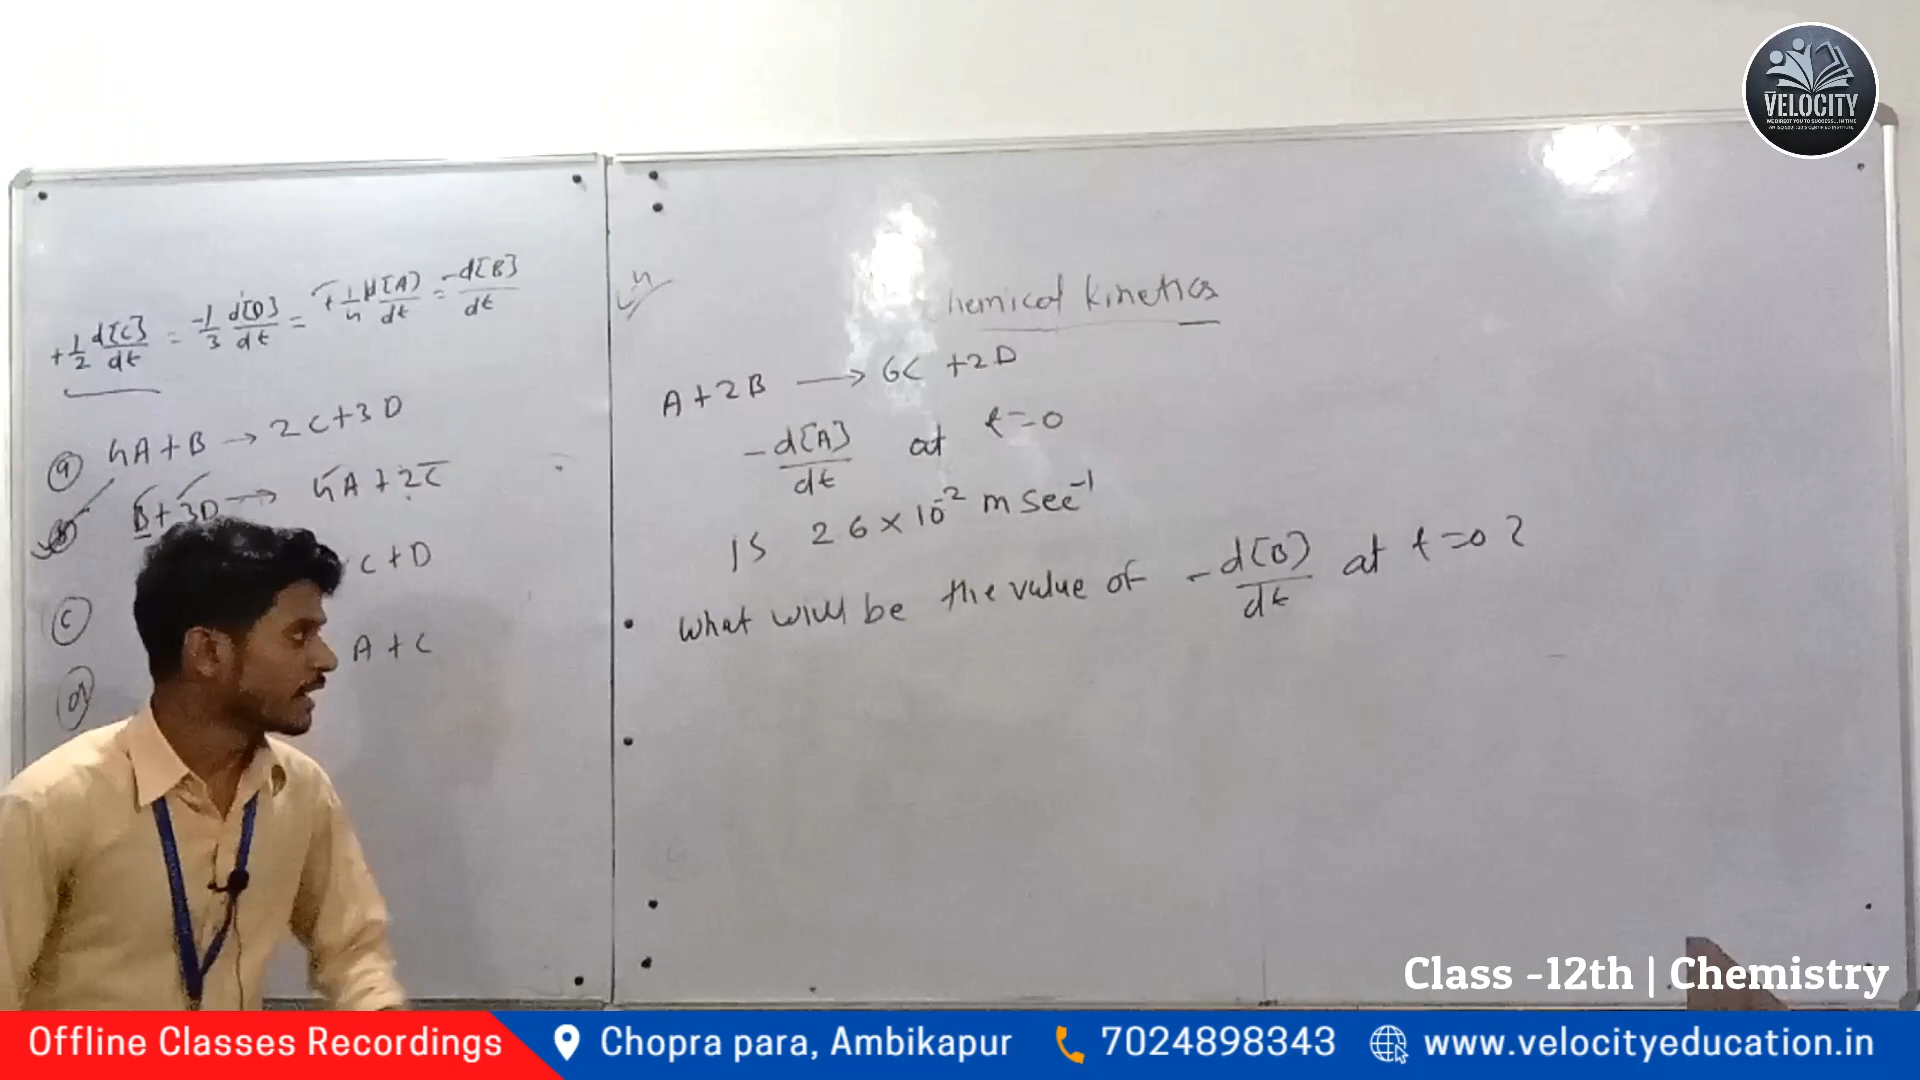 VELOCITY
+1/2 d[C]/dt = -1/3 d[D]/dt = +1/4 d[A]/dt = -d[B]/dt
(a) 4A + B → 2C + 3D
(b) B + 3D → 4A + 2C
(c) C + D
(d) A + C
4
hemical kinetics
A + 2B → 6C + 2D
-d[A]/dt at t=0
is 2 6 × 10^-2 m sec^-1
what will be the value of -d[B]/dt at t=0 ?
Class -12th | Chemistry
Offline Classes Recordings
Chopra para, Ambikapur
7024898343
www.velocityeducation.in